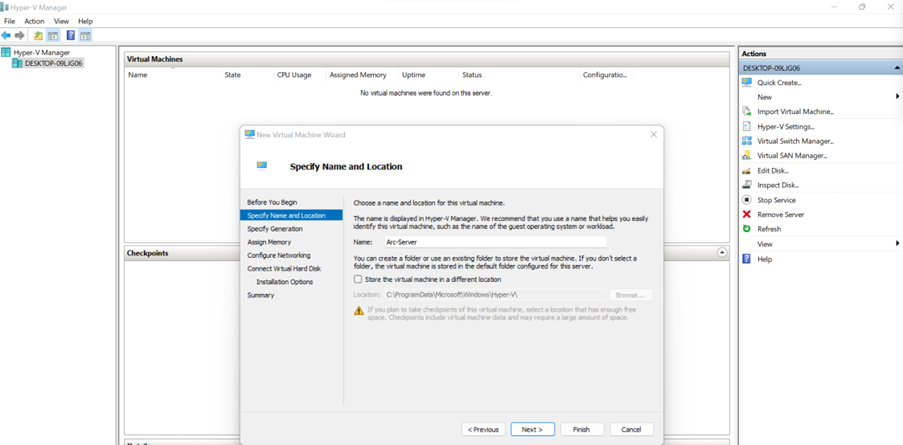 Hyper-V Manager
File Action View Help
Hyper-V Manager
DESKTOP-09LJG06
Virtual Machines
Name State CPU Usage Assigned Memory Uptime Status Configuratio...
No virtual machines were found on this server.
Checkpoints
New Virtual Machine Wizard
Specify Name and Location
Before You Begin
Specify Name and Location
Specify Generation
Assign Memory
Configure Networking
Connect Virtual Hard Disk
Installation Options
Summary
Choose a name and location for this virtual machine.
The name is displayed in Hyper-V Manager. We recommend that you use a name that helps you easily
identify this virtual machine, such as the name of the guest operating system or workload.
Name: Arc-Server
You can create a folder or use an existing folder to store the virtual machine. If you don't select a
folder, the virtual machine is stored in the default folder configured for this server.
Store the virtual machine in a different location
Location: C:\ProgramData\Microsoft\Windows\Hyper-V\ Browse...
If you plan to take checkpoints of this virtual machine, select a location that has enough free
space. Checkpoints include virtual machine data and may require a large amount of space.
< Previous Next > Finish Cancel
Actions
DESKTOP-09LJG06
Quick Create...
New
Import Virtual Machine...
Hyper-V Settings...
Virtual Switch Manager...
Virtual SAN Manager...
Edit Disk...
Inspect Disk...
Stop Service
Remove Server
Refresh
View
Help